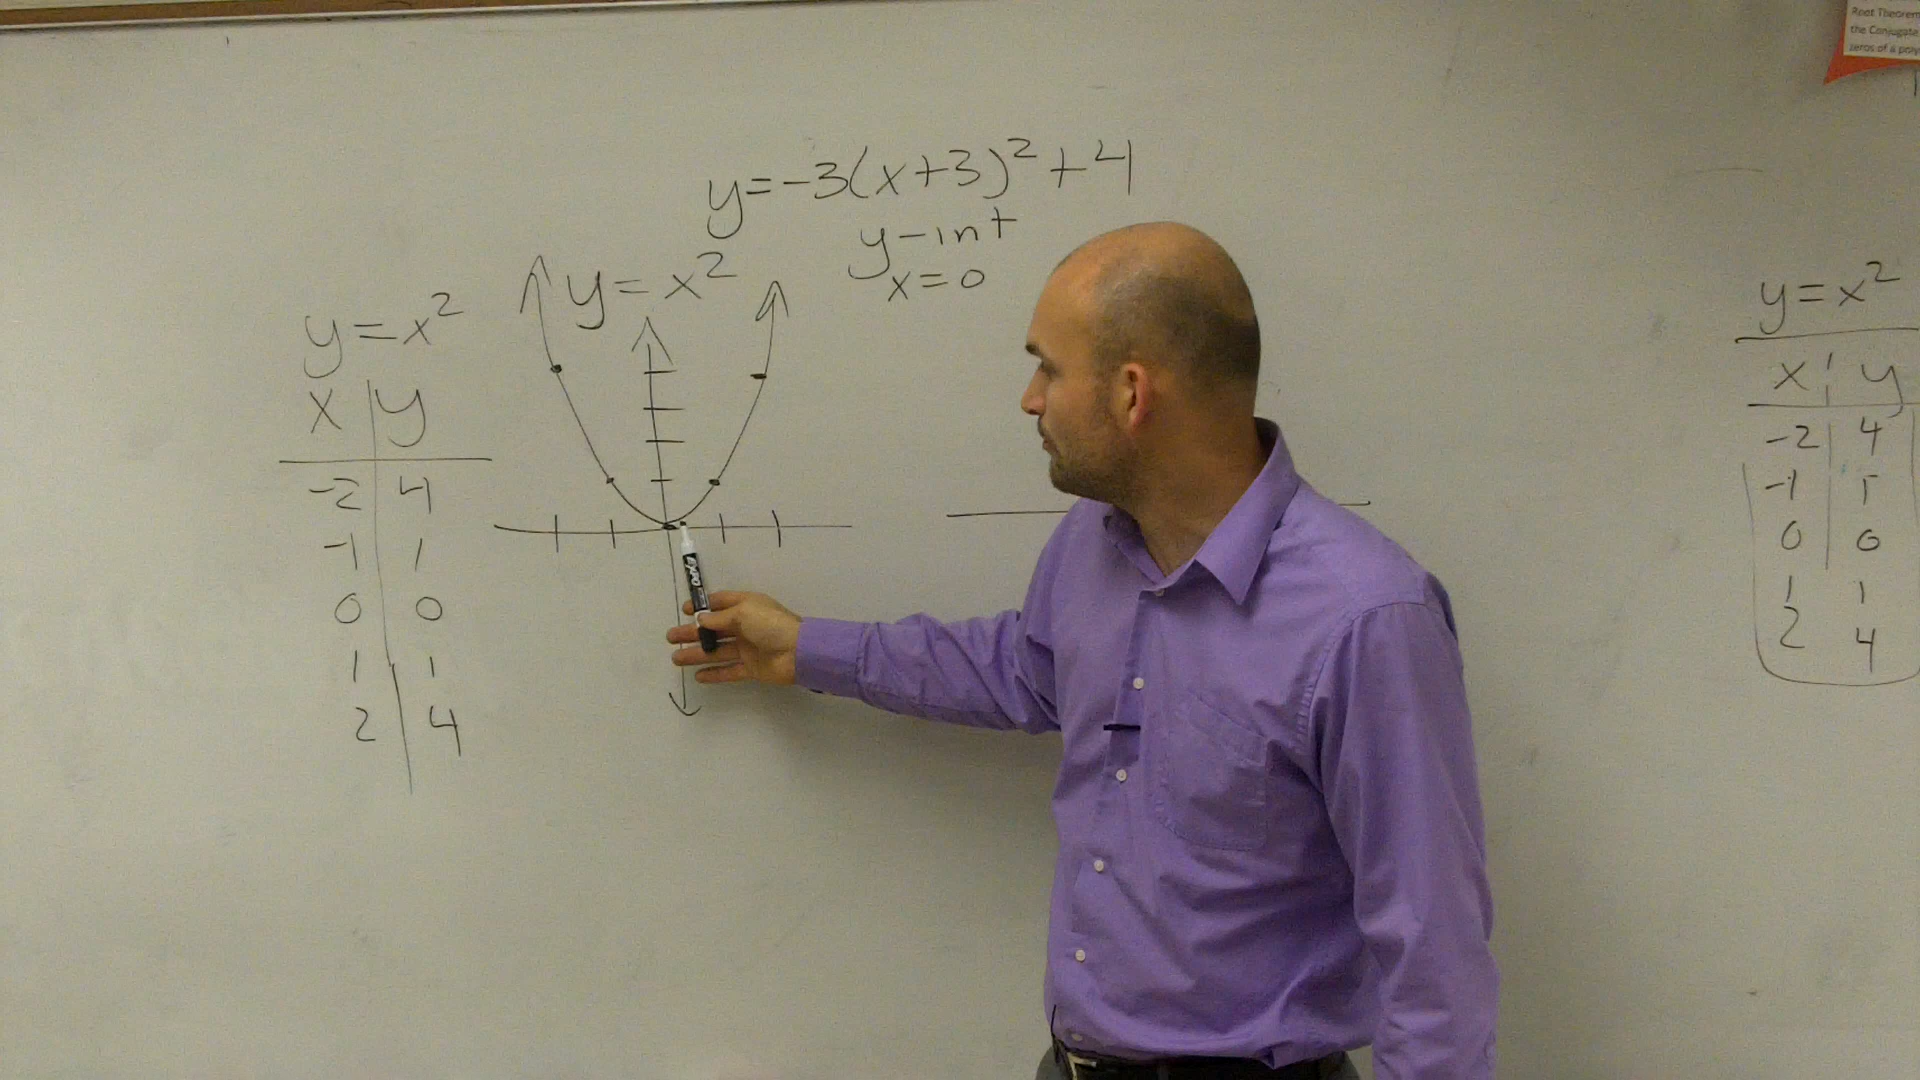 Root Theorem
the Conjugate
zeros of a poly
y=-3(x+3)²+4
y-int
x=0
y=x²
y=x²
x y
-2 4
-1 1
0 0
1 1
2 4
EXPO
y=x²
x y
-2 4
-1 1
0 0
1 1
2 4